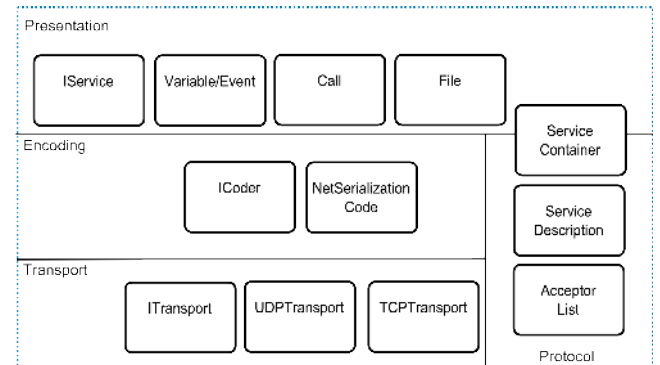 Presentation
IService
Variable/Event
Call
File
Service
Container
Encoding
ICoder
NetSerialization
Code
Service
Description
Transport
ITransport
UDPTransport
TCPTransport
Acceptor
List
Protocol